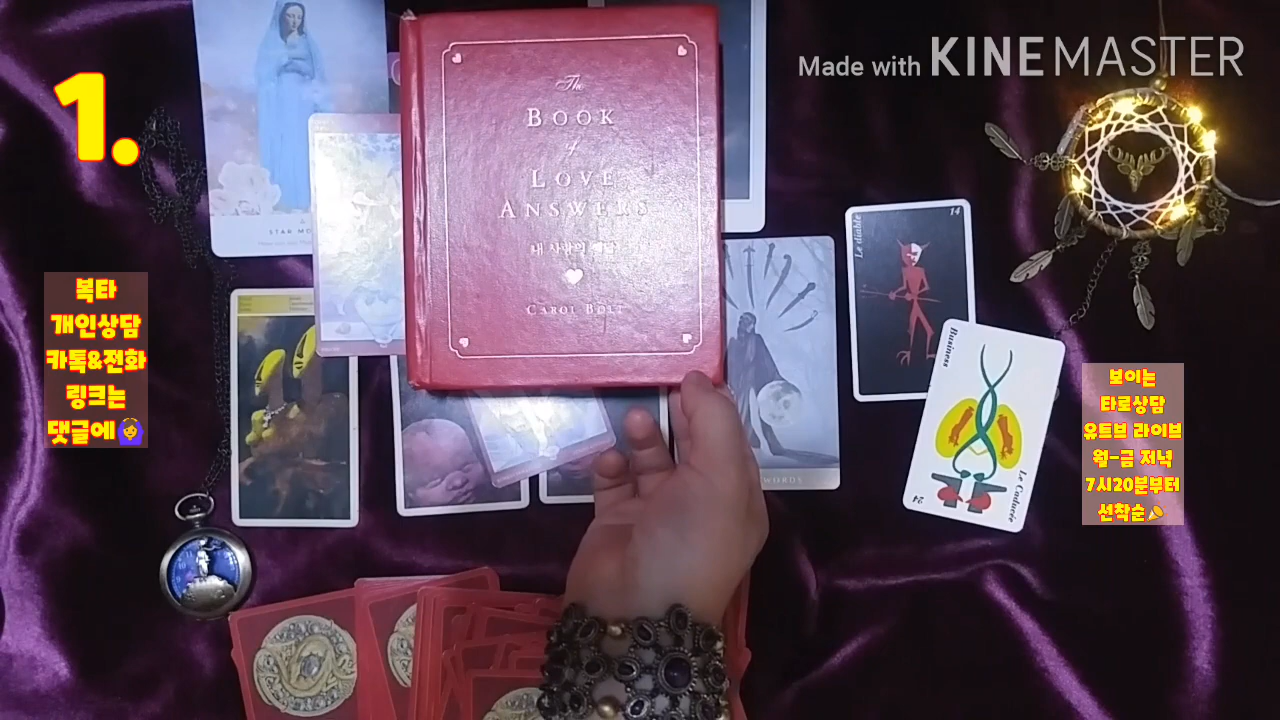 1.
Made with KINEMASTER
The
BOOK
of
LOVE
ANSWERS
내 사랑의 해답
CAROL BOLT
STAR MO
Le diable
14
WORDS
Business
Le Caducée
복타
개인상담
카톡&전화
링크는
댓글에🙆‍♀️
보이는
타로상담
유트브 라이브
월-금 저녁
7시20분부터
선착순📣